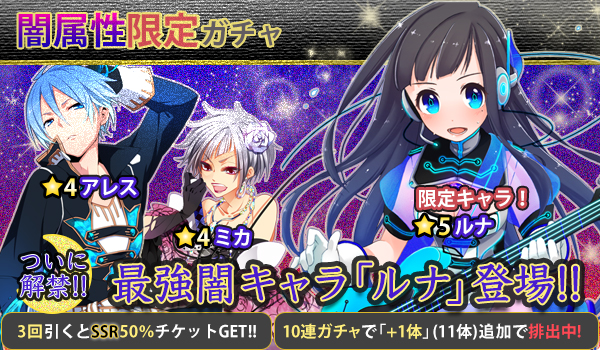 闇属性限定ガチャ
★4 アレス
★4 ミカ
限定キャラ！
★5 ルナ
ついに
解禁!!
最強闇キャラ「ルナ」登場!!
3回引くとSSR50%チケットGET!!
10連ガチャで「+1体」(11体)追加で排出中!